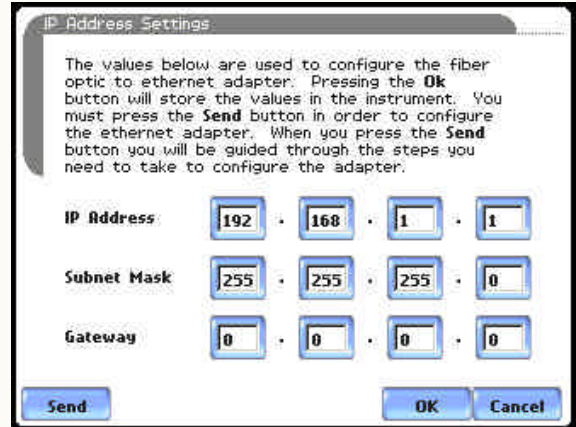 IP Address Settings
The values below are used to configure the fiber
optic to ethernet adapter. Pressing the Ok
button will store the values in the instrument. You
must press the Send button in order to configure
the ethernet adapter. When you press the Send
button you will be guided through the steps you
need to take to configure the adapter.
IP Address 192 . 168 . 1 . 1
Subnet Mask 255 . 255 . 255 . 0
Gateway 0 . 0 . 0 . 0
Send OK Cancel